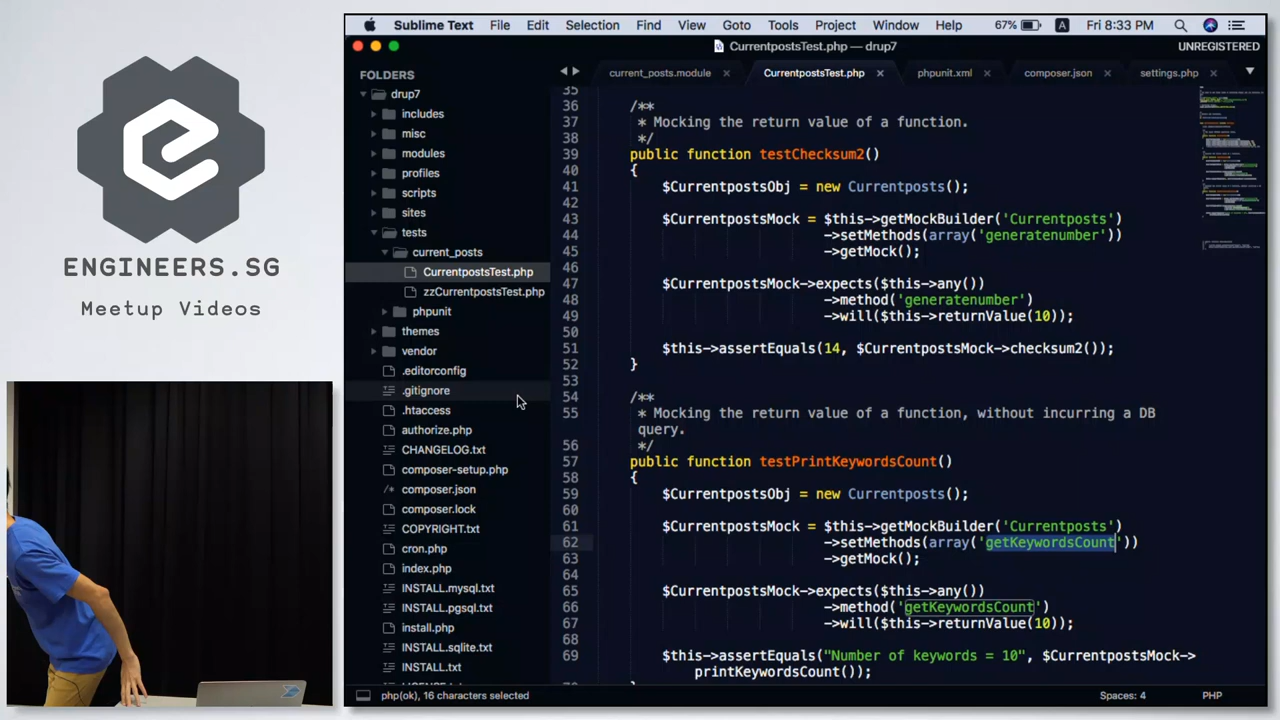 ENGINEERS.SG
Meetup Videos
Sublime Text File Edit Selection Find View Goto Tools Project Window Help 67% A Fri 8:33 PM
CurrentpostsTest.php — drup7
UNREGISTERED
current_posts.module × CurrentpostsTest.php × phpunit.xml × composer.json × settings.php ×
FOLDERS
drup7
includes
misc
modules
profiles
scripts
sites
tests
current_posts
CurrentpostsTest.php
zzCurrentpostsTest.php
phpunit
themes
vendor
.editorconfig
.gitignore
.htaccess
authorize.php
CHANGELOG.txt
composer-setup.php
composer.json
composer.lock
COPYRIGHT.txt
cron.php
index.php
INSTALL.mysql.txt
INSTALL.pgsql.txt
install.php
INSTALL.sqlite.txt
INSTALL.txt
35
36 /**
37 * Mocking the return value of a function.
38 */
39 public function testChecksum2()
40 {
41 $CurrentpostsObj = new Currentposts();
42
43 $CurrentpostsMock = $this->getMockBuilder('Currentposts')
44 ->setMethods(array('generatenumber'))
45 ->getMock();
46
47 $CurrentpostsMock->expects($this->any())
48 ->method('generatenumber')
49 ->will($this->returnValue(10));
50
51 $this->assertEquals(14, $CurrentpostsMock->checksum2());
52 }
53
54 /**
55 * Mocking the return value of a function, without incurring a DB
query.
56 */
57 public function testPrintKeywordsCount()
58 {
59 $CurrentpostsObj = new Currentposts();
60
61 $CurrentpostsMock = $this->getMockBuilder('Currentposts')
62 ->setMethods(array('getKeywordsCount'))
63 ->getMock();
64
65 $CurrentpostsMock->expects($this->any())
66 ->method('getKeywordsCount')
67 ->will($this->returnValue(10));
68
69 $this->assertEquals("Number of keywords = 10", $CurrentpostsMock->
printKeywordsCount());
php(ok), 16 characters selected
Spaces: 4 PHP